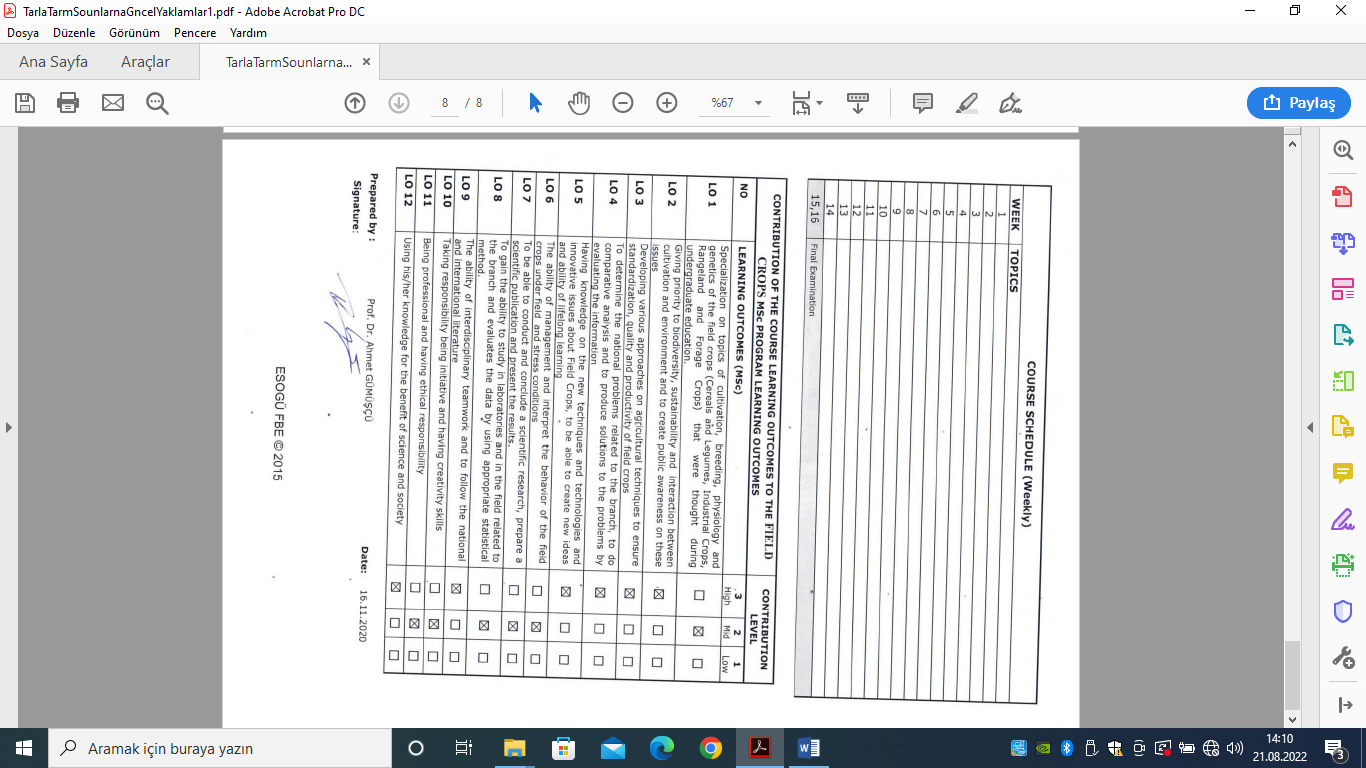 TarlaTarmSounlarnaGncelYaklamlar1.pdf - Adobe Acrobat Pro DC
Dosya Düzenle Görünüm Pencere Yardım
Ana Sayfa Araçlar TarlaTarmSounlarna... ×
8 / 8 %67 Paylaş
COURSE SCHEDULE (Weekly)
WEEK TOPICS
1
2
3
4
5
6
7
8
9
10
11
12
13
14
15,16 Final Examination
CONTRIBUTION OF THE COURSE LEARNING OUTCOMES TO THE FIELD
CROPS MSc PROGRAM LEARNING OUTCOMES
CONTRIBUTION
LEVEL
NO LEARNING OUTCOMES (MSc)
3 2 1
High Mid Low
LO 1
Specialization on topics of cultivation, breeding, physiology and
genetics of the field crops (Cereals and Legumes, Industrial Crops,
Rangeland and Forage Crops) that were thought during
undergraduate education.
☐ ☒ ☐
LO 2
Giving priority to biodiversity, sustainability and interaction between
cultivation and environment and to create public awareness on these
issues
☒ ☐ ☐
LO 3
Developing various approaches on agricultural techniques to ensure
standardization, quality and productivity of field crops
☒ ☐ ☐
LO 4
To determine the national problems related to the branch, to do
comparative analysis and to produce solutions to the problems by
evaluating the information
☒ ☐ ☐
LO 5
Having knowledge on the new techniques and technologies and
innovative issues about Field Crops, to be able to create new ideas
and ability of lifelong learning
☒ ☐ ☐
LO 6
The ability of management and interpret the behavior of the field
crops under field and stress conditions
☐ ☒ ☐
LO 7
To be able to conduct and conclude a scientific research, prepare a
scientific publication and present the results.
☐ ☒ ☐
LO 8
To gain the ability to study in laboratories and in the field related to
the branch and evaluates the data by using appropriate statistical
method.
☐ ☒ ☐
LO 9
The ability of interdisciplinary teamwork and to follow the national
and international literature
☒ ☐ ☐
LO 10
Taking responsibility being initiative and having creativity skills
☐ ☒ ☐
LO 11
Being professional and having ethical responsibility
☐ ☒ ☐
LO 12
Using his/her knowledge for the benefit of science and society
☒ ☐ ☐
Prepared by : Prof. Dr. Ahmet GÜMÜŞÇÜ Date: 16.11.2020
Signature:
ESOGÜ FBE © 2015
Aramak için buraya yazın
14:10
21.08.2022
3